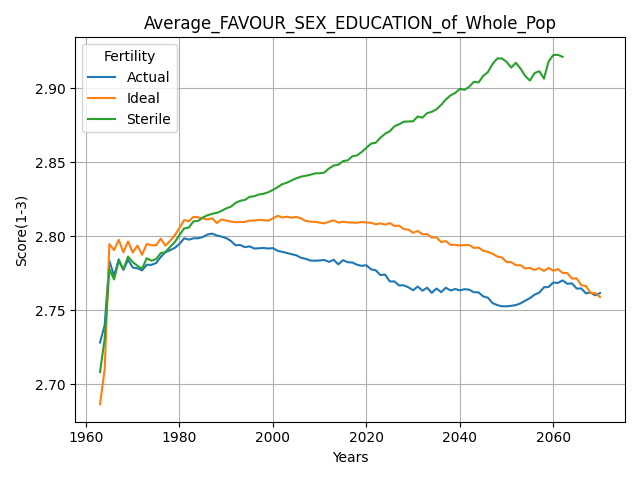 Average_FAVOUR_SEX_EDUCATION_of_Whole_Pop
Fertility
Actual
Ideal
Sterile
Score(1-3)
2.90
2.85
2.80
2.75
2.70
1960 1980 2000 2020 2040 2060
Years